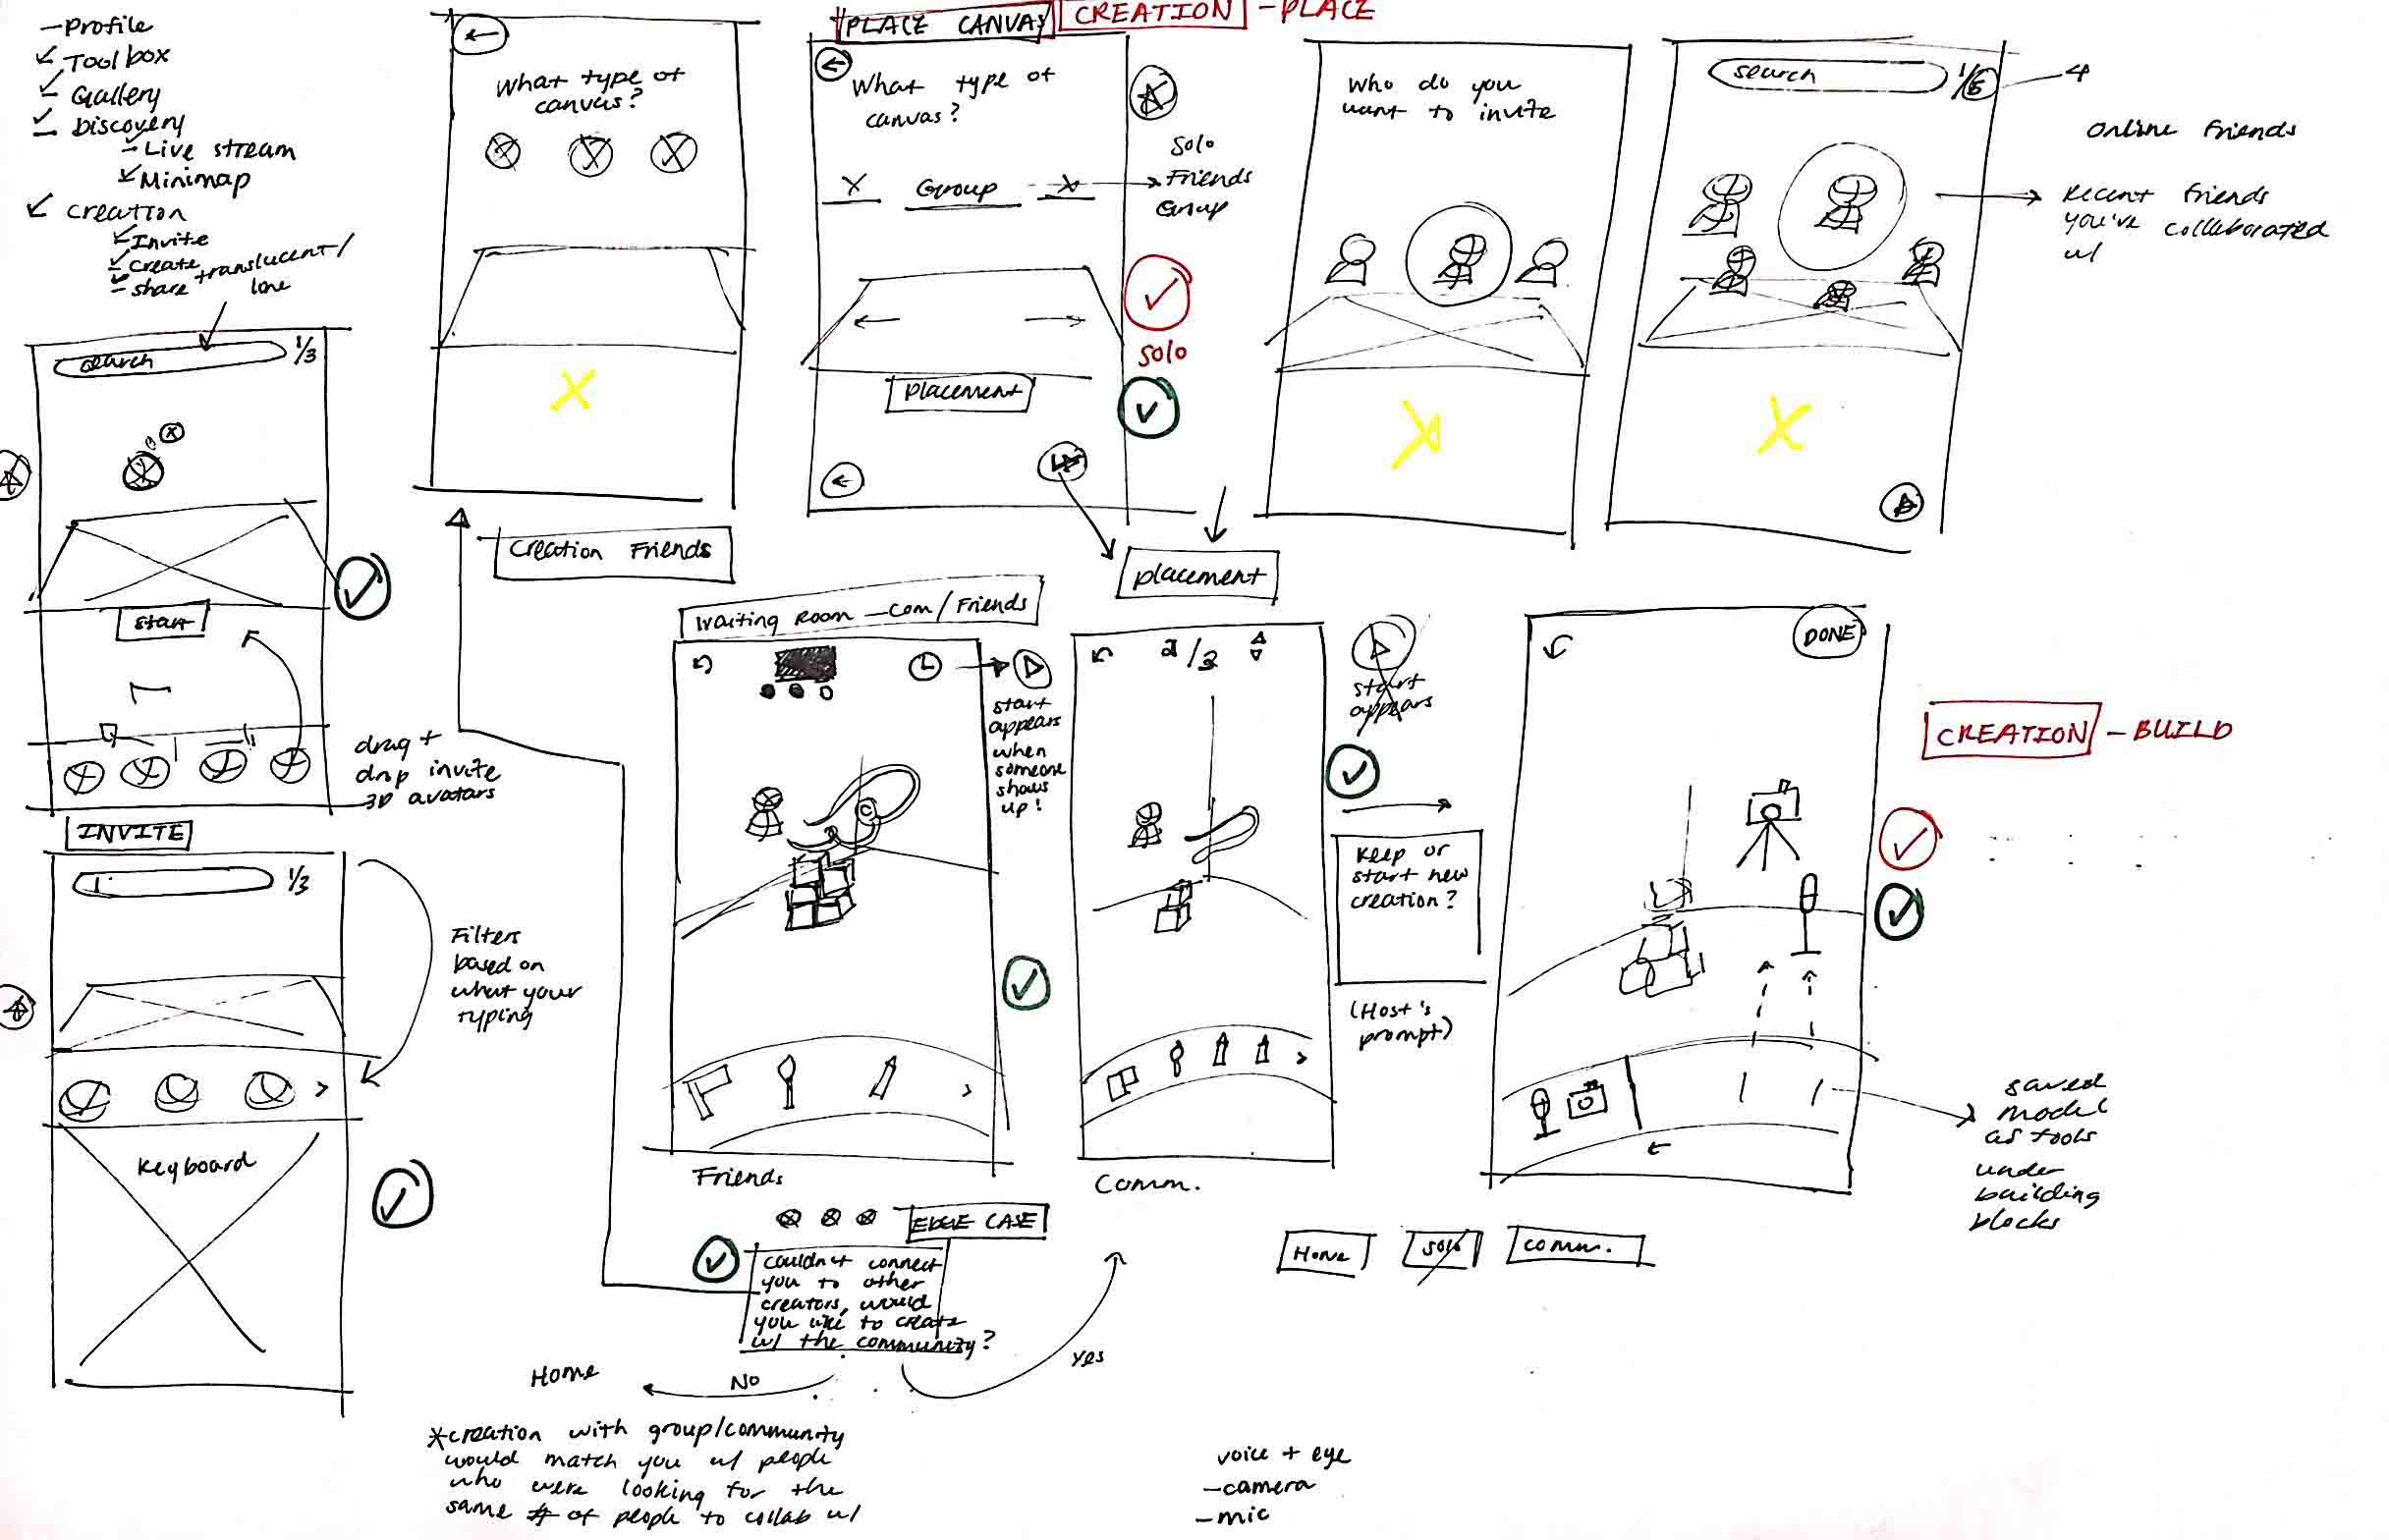 - Profile
Toolbox
Gallery
Discovery
- Live stream
Minimap
Creation
Invite
Create
Share
translucent/
line
search
1/3
start
drag +
drop invite
3D avatars
INVITE
1/3
Filters
based on
what your
typing
Keyboard
What type of
canvas?
X
Creation Friends
PLACE CANVAS
CREATION - PLACE
What type of
canvas?
X Group X
Solo
Friends
Group
Solo
Placement
placement
Who do you
want to invite
X
search
1/5
4
Online Friends
Recent Friends
you've collaborated
w/
X
Waiting Room - Com/Friends
start
appears
when
someone
shows
up!
Friends
2/3
start
appears
Comm.
Keep or
start new
creation?
(Host's
prompt)
DONE
CREATION - BUILD
saved
model
as tools
under
building
blocks
EDGE CASE
Couldn't connect
you to other
creators, would
you like to create
w/ the community?
Home
NO
Yes
Home
Solo
Comm.
*creation with group/community
would match you w/ people
who were looking for the
same # of people to collab w/
voice + eye
- camera
- mic